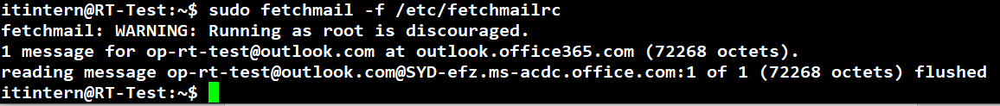 itintern@RT-Test:~$ sudo fetchmail -f /etc/fetchmailrc
fetchmail: WARNING: Running as root is discouraged.
1 message for op-rt-test@outlook.com at outlook.office365.com (72268 octets).
reading message op-rt-test@outlook.com@SYD-efz.ms-acdc.office.com:1 of 1 (72268 octets) flushed
itintern@RT-Test:~$